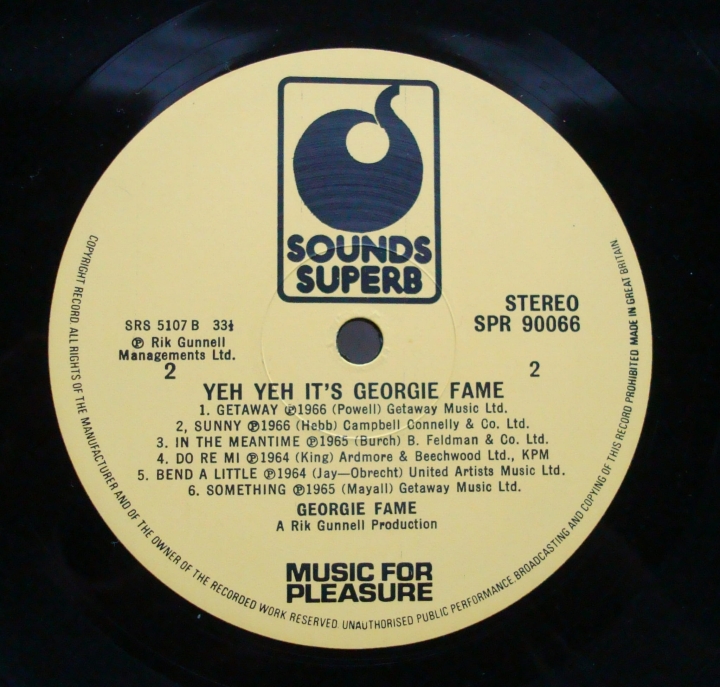 SOUNDS
SUPERB
STEREO
SPR 90066
SRS 5107 B 33⅓
℗ Rik Gunnell
Managements Ltd.
2
2
YEH YEH IT'S GEORGIE FAME
1. GETAWAY ℗1966 (Powell) Getaway Music Ltd.
2, SUNNY ℗1966 (Hebb) Campbell Connelly & Co. Ltd.
3. IN THE MEANTIME ℗1965 (Burch) B. Feldman & Co. Ltd.
4. DO RE MI ℗1964 (King) Ardmore & Beechwood Ltd., KPM
5. BEND A LITTLE ℗1964 (Jay—Obrecht) United Artists Music Ltd.
6. SOMETHING ℗1965 (Mayall) Getaway Music Ltd.
GEORGIE FAME
A Rik Gunnell Production
MUSIC FOR
PLEASURE
COPYRIGHT RECORD. ALL RIGHTS OF THE MANUFACTURER AND OF THE OWNER OF THE RECORDED WORK RESERVED. UNAUTHORISED PUBLIC PERFORMANCE, BROADCASTING AND COPYING OF THIS RECORD PROHIBITED MADE IN GREAT BRITAIN